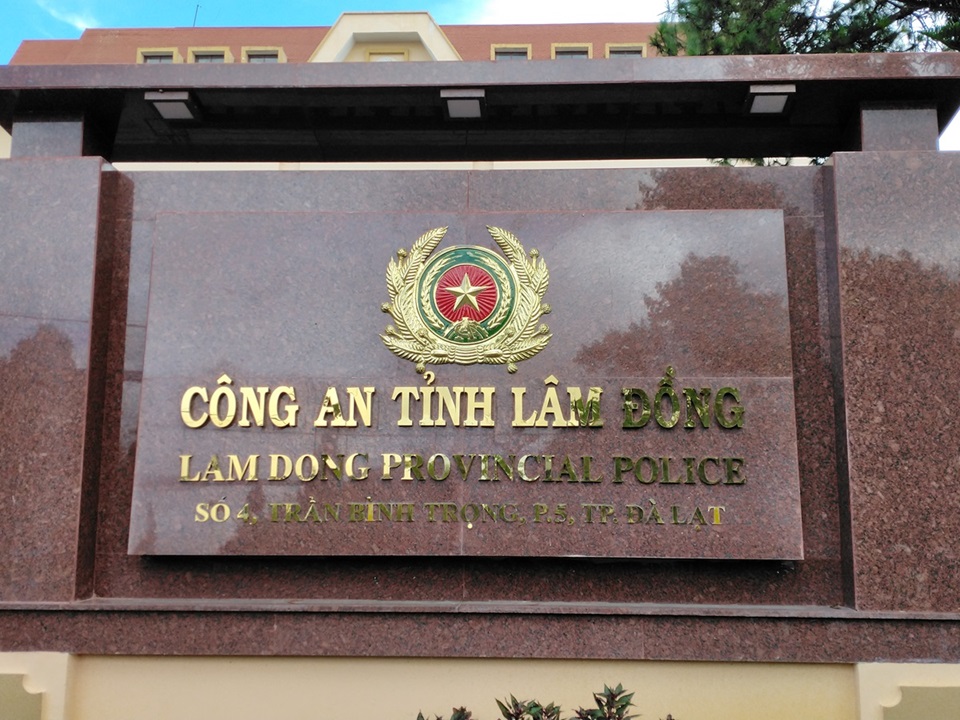 CÔNG AN TỈNH LÂM ĐỒNG
LAM DONG PROVINCIAL POLICE
SỐ 4, TRẦN BÌNH TRỌNG, P.5, TP. ĐÀ LẠT